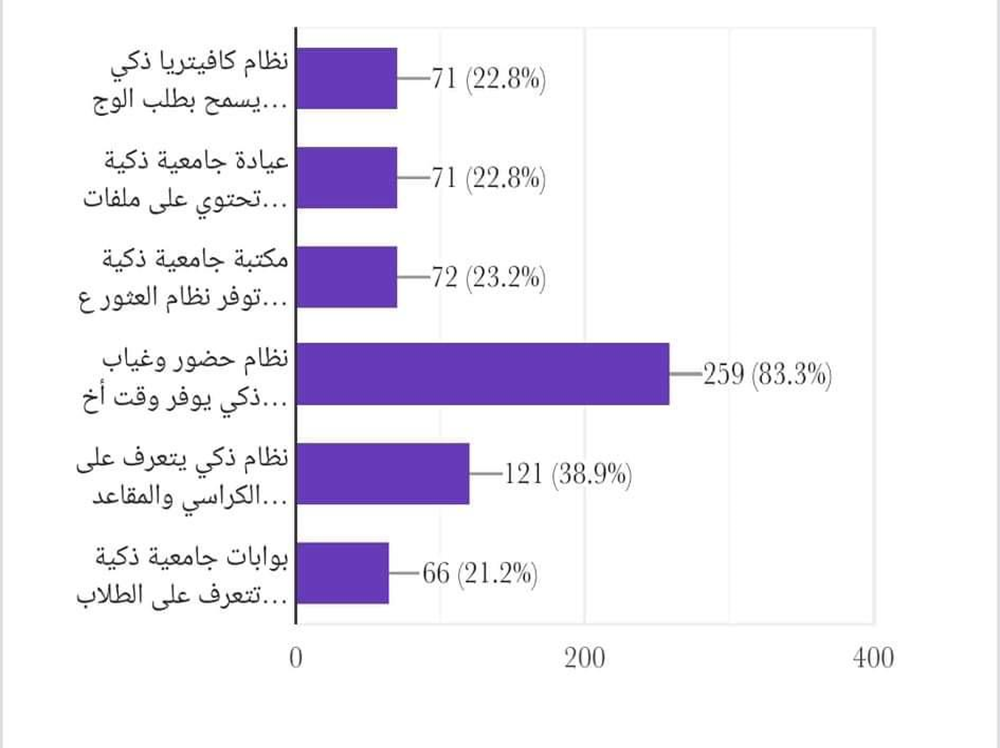 نظام كافيتريا ذكي
يسمح بطلب الوج...
71 (22.8%)
عيادة جامعية ذكية
تحتوي على ملفات...
71 (22.8%)
مكتبة جامعية ذكية
توفر نظام العثور ع...
72 (23.2%)
نظام حضور وغياب
ذكي يوفر وقت أخ...
259 (83.3%)
نظام ذكي يتعرف على
الكراسي والمقاعد...
121 (38.9%)
بوابات جامعية ذكية
تتعرف على الطلاب...
66 (21.2%)
0 200 400